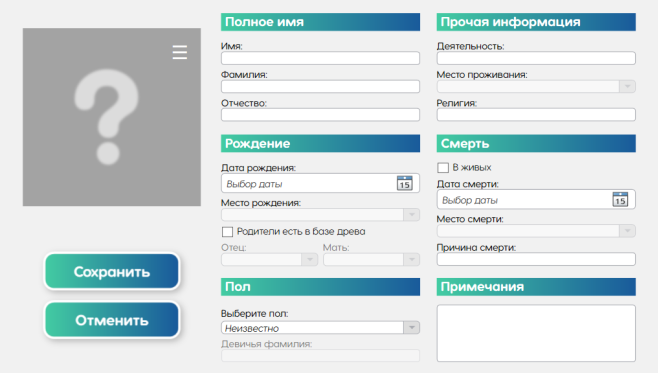 Полное имя
Имя:
Фамилия:
Отчество:
Рождение
Дата рождения:
Выбор даты
15
Место рождения:
Родители есть в базе древа
Отец:
Мать:
Пол
Выберите пол:
Неизвестно
Девичья фамилия:
Прочая информация
Деятельность:
Место проживания:
Религия:
Смерть
В живых
Дата смерти:
Выбор даты
15
Место смерти:
Причина смерти:
Примечания
?
Сохранить
Отменить